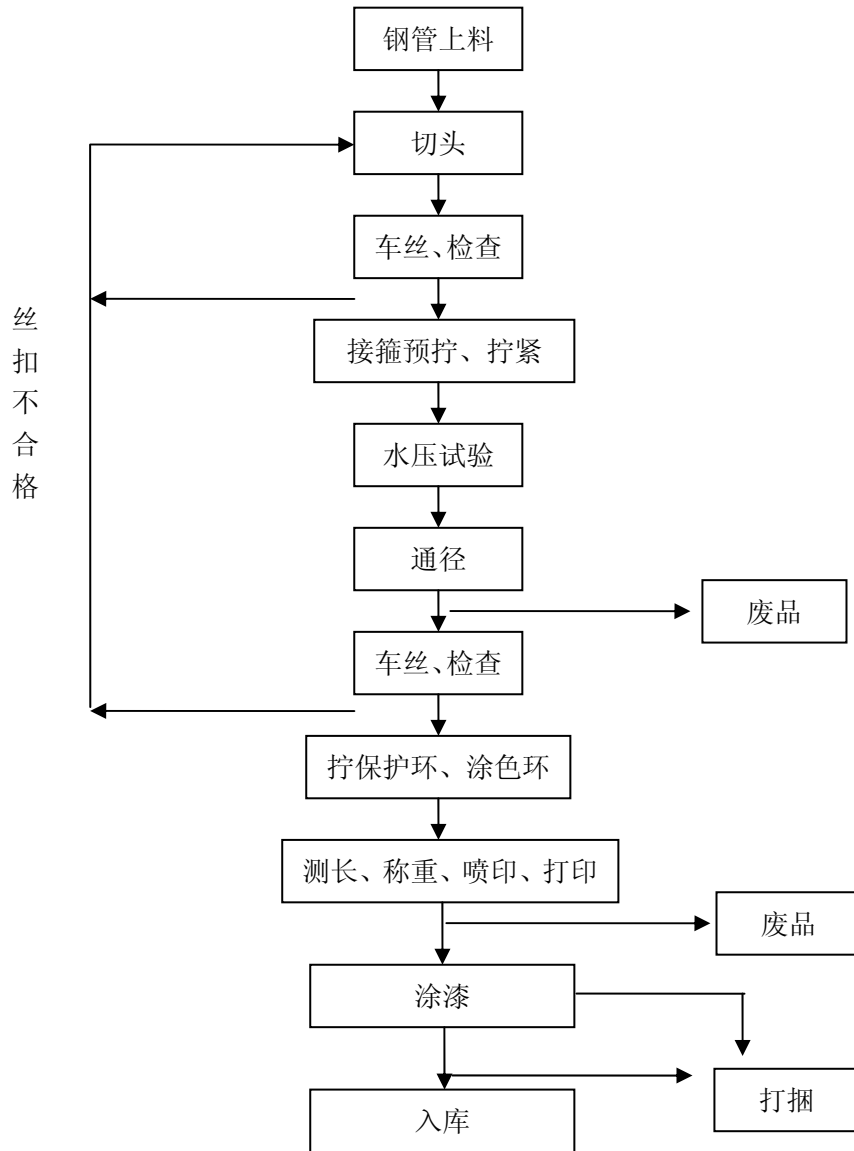 钢管上料
切头
车丝、检查
丝扣不合格
接箍预拧、拧紧
水压试验
通径
废品
车丝、检查
拧保护环、涂色环
测长、称重、喷印、打印
废品
涂漆
打捆
入库